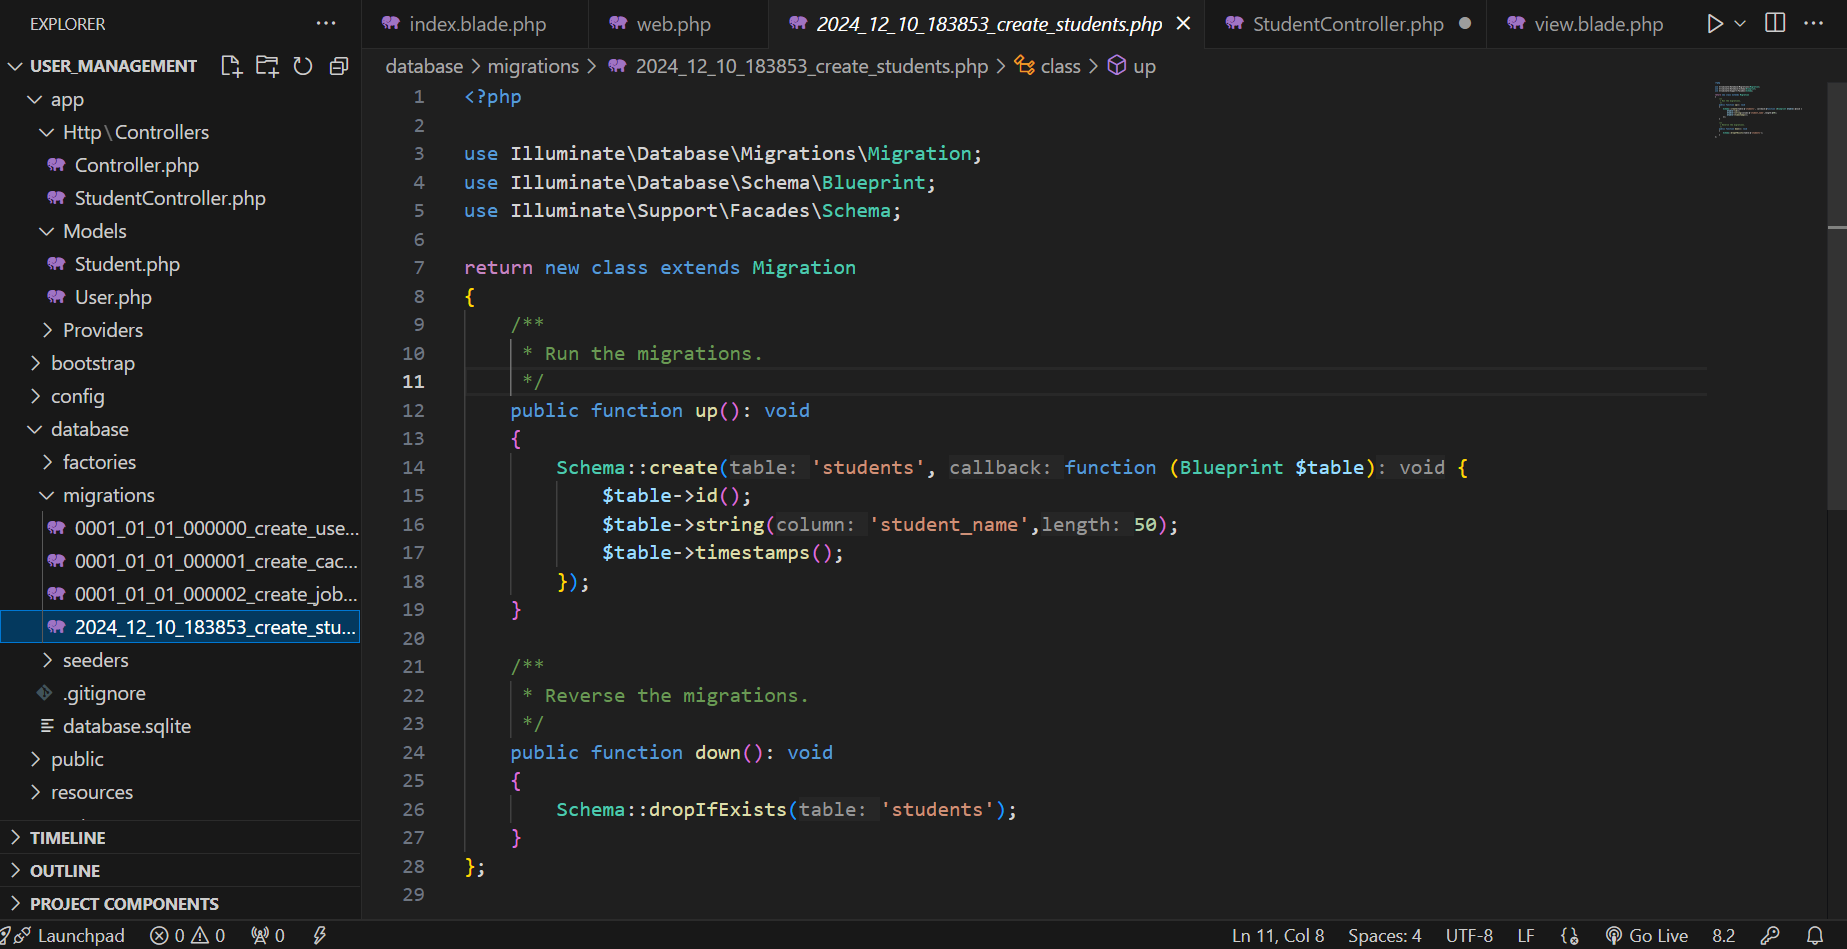 EXPLORER
USER_MANAGEMENT
app
Http\Controllers
Controller.php
StudentController.php
Models
Student.php
User.php
Providers
bootstrap
config
database
factories
migrations
0001_01_01_000000_create_use...
0001_01_01_000001_create_cac...
0001_01_01_000002_create_job...
2024_12_10_183853_create_stu...
seeders
.gitignore
database.sqlite
public
resources
TIMELINE
OUTLINE
PROJECT COMPONENTS
index.blade.php web.php 2024_12_10_183853_create_students.php StudentController.php view.blade.php
database > migrations > 2024_12_10_183853_create_students.php > class > up
1 <?php
2
3 use Illuminate\Database\Migrations\Migration;
4 use Illuminate\Database\Schema\Blueprint;
5 use Illuminate\Support\Facades\Schema;
6
7 return new class extends Migration
8 {
9 /**
10 * Run the migrations.
11 */
12 public function up(): void
13 {
14 Schema::create(table: 'students', callback: function (Blueprint $table): void {
15 $table->id();
16 $table->string(column: 'student_name',length: 50);
17 $table->timestamps();
18 });
19 }
20
21 /**
22 * Reverse the migrations.
23 */
24 public function down(): void
25 {
26 Schema::dropIfExists(table: 'students');
27 }
28 };
29
Launchpad 0 0 0 Ln 11, Col 8 Spaces: 4 UTF-8 LF Go Live 8.2